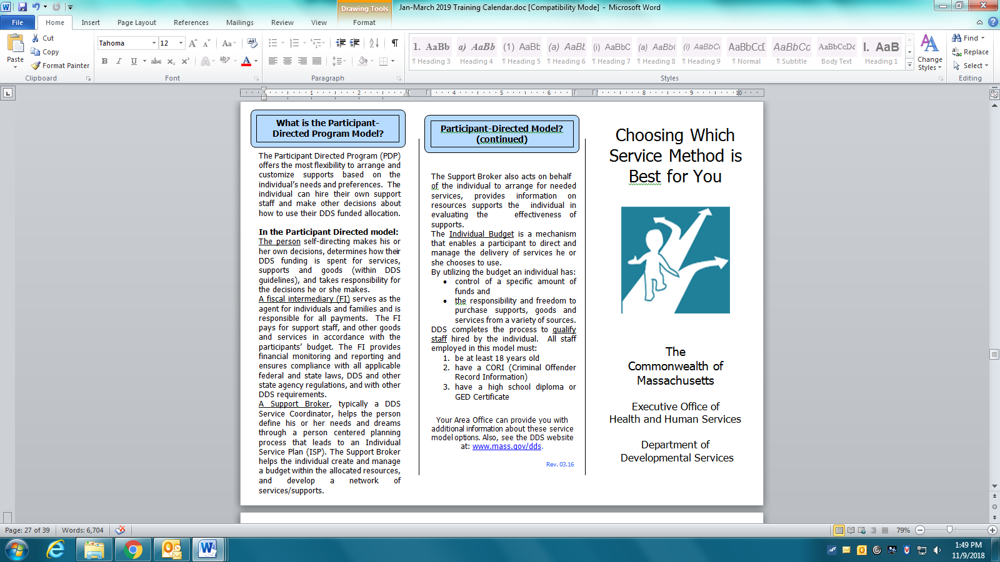 Drawing Tools
Jan-March 2019 Training Calendar.doc [Compatibility Mode] - Microsoft Word
File Home Insert Page Layout References Mailings Review View Format
Paste
Cut
Copy
Format Painter
Clipboard
Tahoma 12
Font
Paragraph
1. AaBb a) AaBb (1) AaBb (a) AaBb (i) AaBbC (a) AaBb( (i) AaBbCc AaBbCcD AaBbCc AaBbCcDd I. AaB
¶ Heading 3 Heading 4 ¶ Heading 5 ¶ Heading 6 ¶ Heading 7 ¶ Heading 8 ¶ Heading 9 ¶ Normal ¶ Subtitle Body Text ¶ Heading 1
Styles
Change
Styles
Find
Replace
Select
Editing
1 2 4 5 6 8 9 10
What is the Participant-
Directed Program Model?
The Participant Directed Program (PDP)
offers the most flexibility to arrange and
customize supports based on the
individual's needs and preferences. The
individual can hire their own support
staff and make other decisions about
how to use their DDS funded allocation.
In the Participant Directed model:
The person self-directing makes his or
her own decisions, determines how their
DDS funding is spent for services,
supports and goods (within DDS
guidelines), and takes responsibility for
the decisions he or she makes.
A fiscal intermediary (FI) serves as the
agent for individuals and families and is
responsible for all payments. The FI
pays for support staff, and other goods
and services in accordance with the
participants' budget. The FI provides
financial monitoring and reporting and
ensures compliance with all applicable
federal and state laws, DDS and other
state agency regulations, and with other
DDS requirements.
A Support Broker, typically a DDS
Service Coordinator, helps the person
define his or her needs and dreams
through a person centered planning
process that leads to an Individual
Service Plan (ISP). The Support Broker
helps the individual create and manage
a budget within the allocated resources,
and develop a network of
services/supports.
Participant-Directed Model?
(continued)
The Support Broker also acts on behalf
of the individual to arrange for needed
services, provides information on
resources supports the individual in
evaluating the effectiveness of
supports.
The Individual Budget is a mechanism
that enables a participant to direct and
manage the delivery of services he or
she chooses to use.
By utilizing the budget an individual has:
• control of a specific amount of
funds and
• the responsibility and freedom to
purchase supports, goods and
services from a variety of sources.
DDS completes the process to qualify
staff hired by the individual. All staff
employed in this model must:
1. be at least 18 years old
2. have a CORI (Criminal Offender
Record Information)
3. have a high school diploma or
GED Certificate
Your Area Office can provide you with
additional information about these service
model options. Also, see the DDS website
at: www.mass.gov/dds.
Rev. 03.16
Choosing Which
Service Method is
Best for You
The
Commonwealth of
Massachusetts
Executive Office of
Health and Human Services
Department of
Developmental Services
Page: 27 of 39 Words: 6,704
79%
1:49 PM
11/9/2018